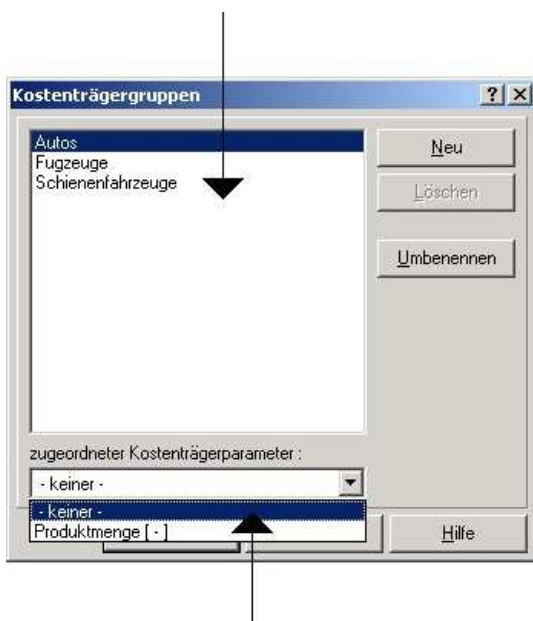 Kostenträgergruppen
Autos
Fugzeuge
Schienenfahrzeuge
Neu
Löschen
Umbenennen
zugeordneter Kostenträgerparameter :
- keiner -
- keiner -
Produktmenge [ - ]
Hilfe